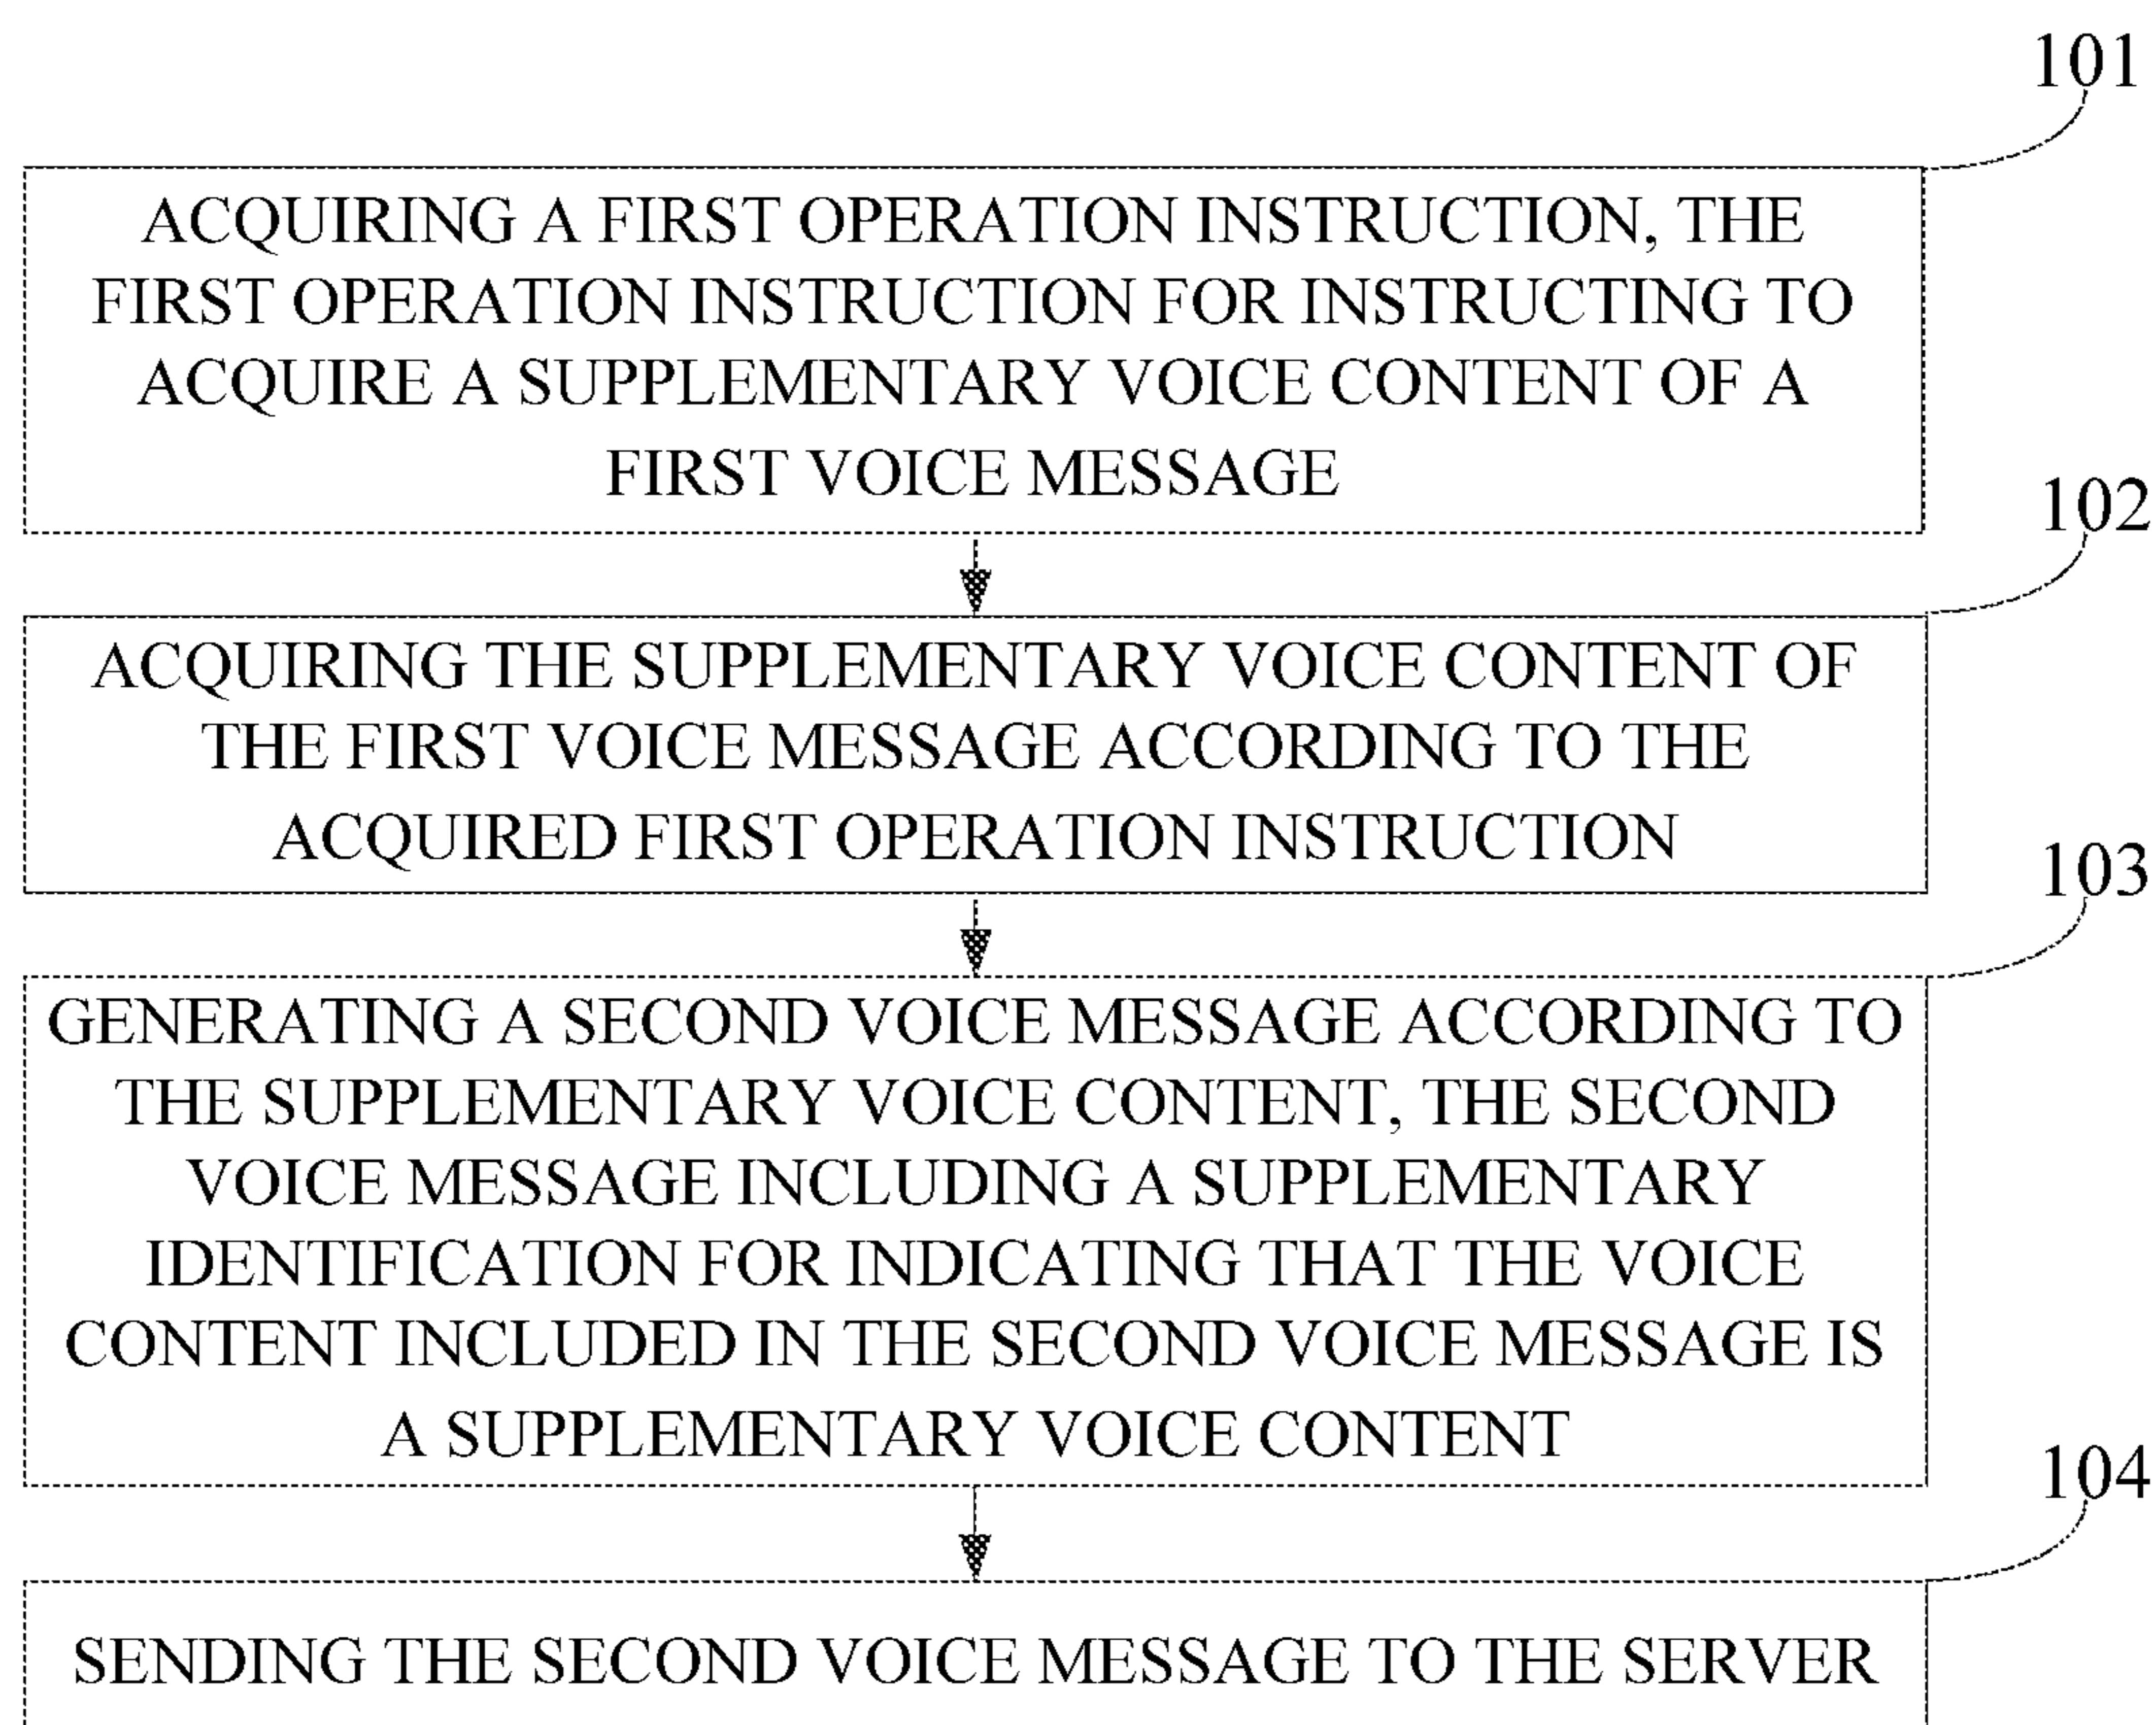 101
ACQUIRING A FIRST OPERATION INSTRUCTION, THE
FIRST OPERATION INSTRUCTION FOR INSTRUCTING TO
ACQUIRE A SUPPLEMENTARY VOICE CONTENT OF A
FIRST VOICE MESSAGE
102
ACQUIRING THE SUPPLEMENTARY VOICE CONTENT OF
THE FIRST VOICE MESSAGE ACCORDING TO THE
ACQUIRED FIRST OPERATION INSTRUCTION
103
GENERATING A SECOND VOICE MESSAGE ACCORDING TO
THE SUPPLEMENTARY VOICE CONTENT, THE SECOND
VOICE MESSAGE INCLUDING A SUPPLEMENTARY
IDENTIFICATION FOR INDICATING THAT THE VOICE
CONTENT INCLUDED IN THE SECOND VOICE MESSAGE IS
A SUPPLEMENTARY VOICE CONTENT
104
SENDING THE SECOND VOICE MESSAGE TO THE SERVER